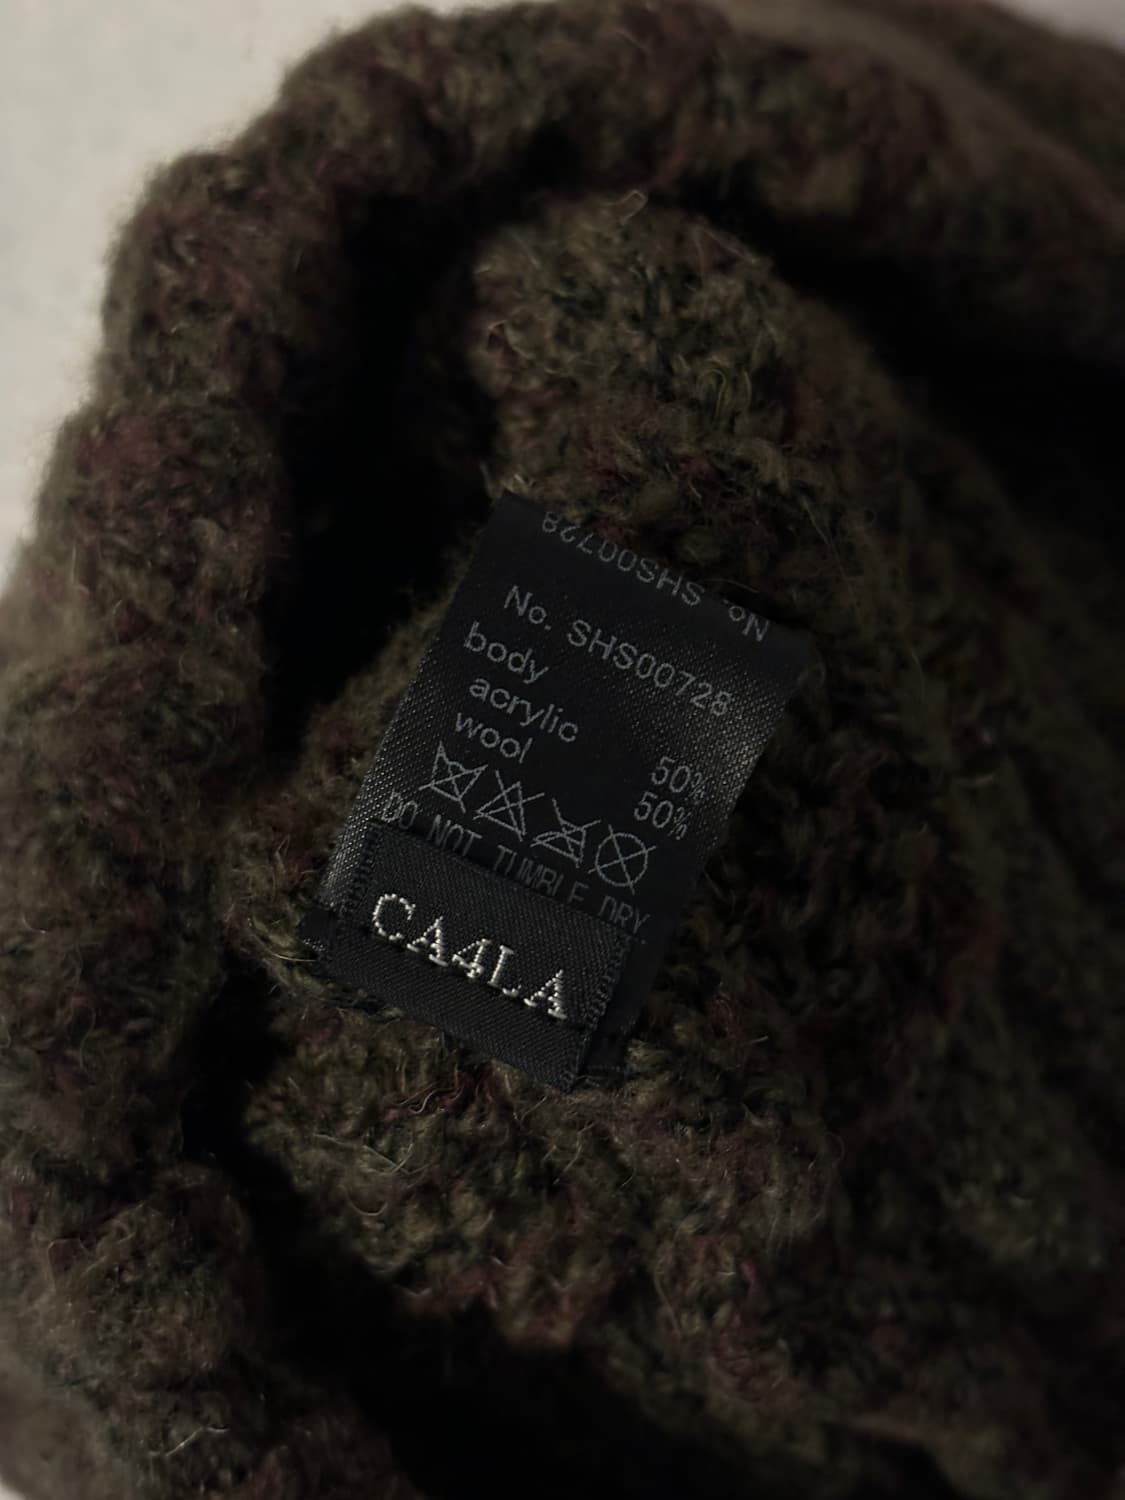 No. SHS00728
No. SHS00728
body
acrylic 50%
wool 50%
DO NOT TUMBLE DRY.
CA4LA